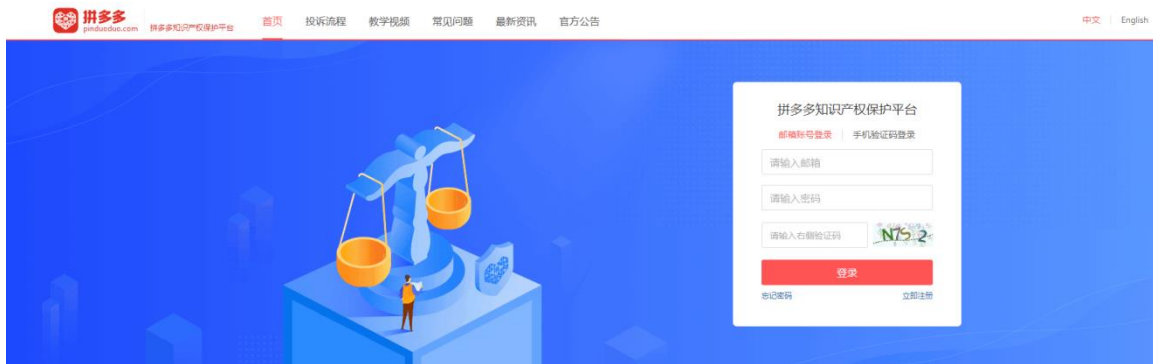 拼多多
pinduoduo.com
拼多多知识产权保护平台
首页 投诉流程 教学视频 常见问题 最新资讯 官方公告
中文 English
拼多多知识产权保护平台
邮箱账号登录 手机验证码登录
请输入邮箱
请输入密码
请输入右侧验证码
N7S 2
登录
忘记密码 立即注册